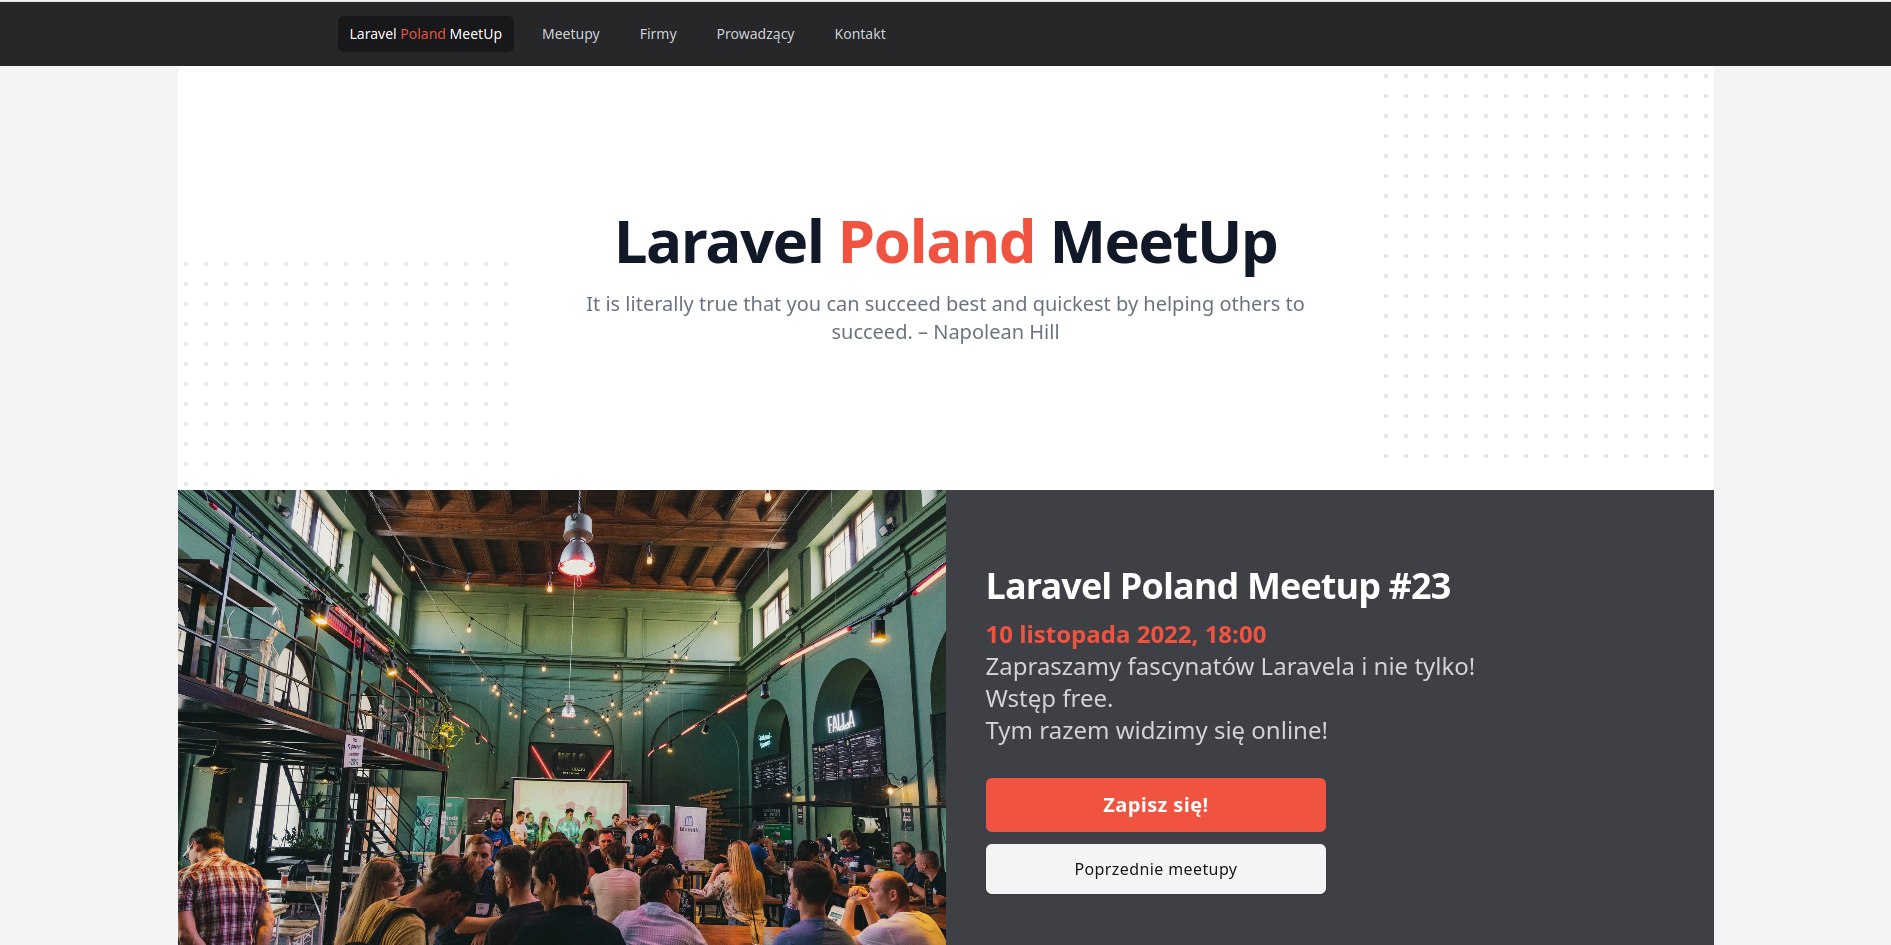 Laravel Poland MeetUp Meetupy Firmy Prowadzący Kontakt
Laravel Poland MeetUp
It is literally true that you can succeed best and quickest by helping others to
succeed. – Napolean Hill
Laravel Poland Meetup #23
10 listopada 2022, 18:00
Zapraszamy fascynatów Laravela i nie tylko!
Wstęp free.
Tym razem widzimy się online!
Zapisz się!
Poprzednie meetupy
FALLA